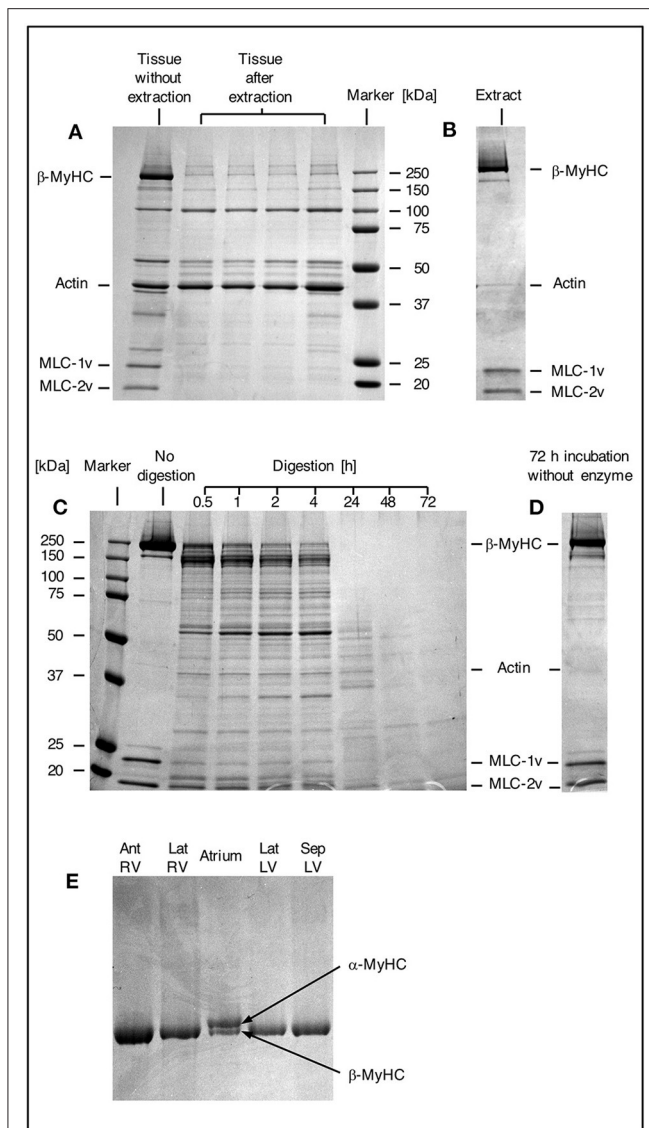 Tissue without extraction
Tissue after extraction
Marker [kDa]
Extract
A
B
β-MyHC
250
150
100
75
50
37
25
20
Actin
MLC-1v
MLC-2v
β-MyHC
Actin
MLC-1v
MLC-2v
[kDa] Marker
No digestion
Digestion [h]
72 h incubation without enzyme
C
0.5 1 2 4 24 48 72
D
250
150
100
75
50
37
25
20
β-MyHC
Actin
MLC-1v
MLC-2v
Ant RV
Lat RV
Atrium
Lat LV
Sep LV
E
α-MyHC
β-MyHC